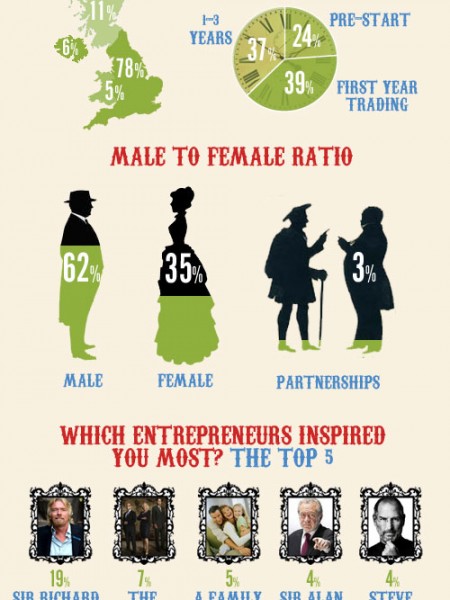 11%
6%
78%
5%
1-3
YEARS
37%
24%
39%
PRE-START
FIRST YEAR
TRADING
MALE TO FEMALE RATIO
62%
35%
3%
MALE
FEMALE
PARTNERSHIPS
WHICH ENTREPRENEURS INSPIRED
YOU MOST? THE TOP 5
19% 7% 5% 4% 4%
SIR RICHARD THE A FAMILY SIR ALAN STEVE